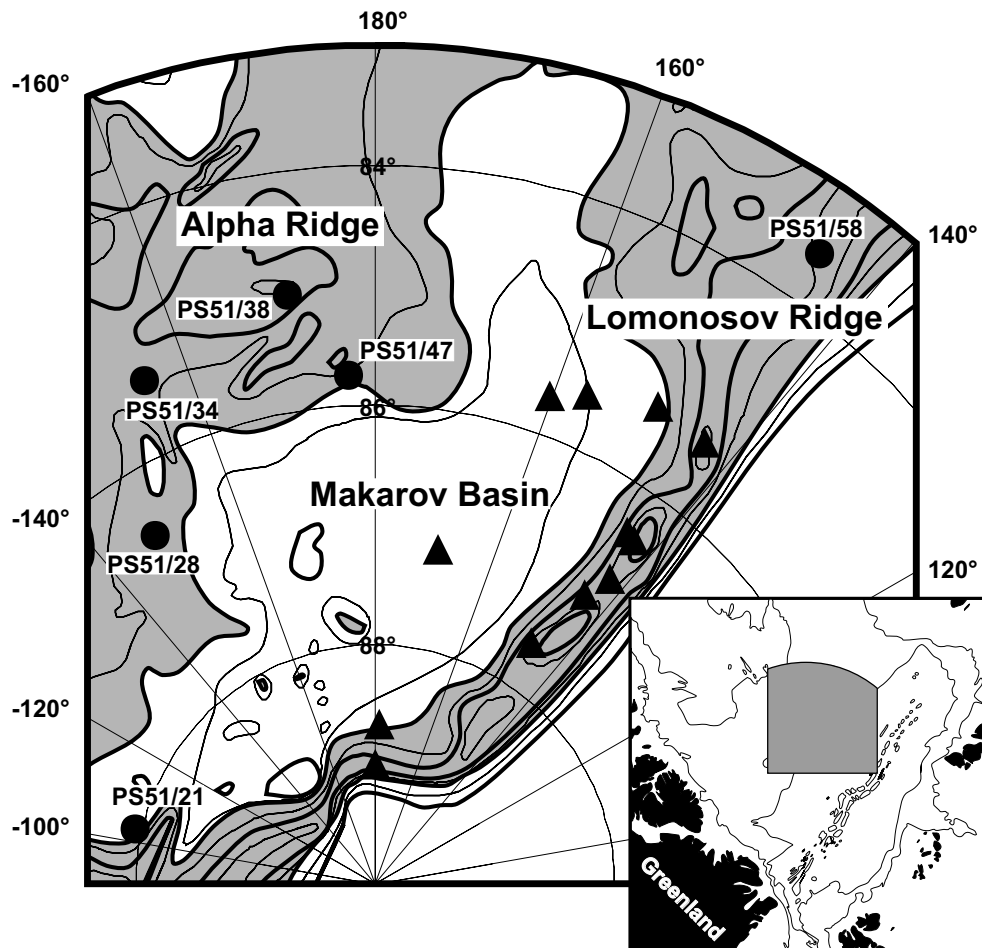 180°
-160°
160°
84°
Alpha Ridge
PS51/58
140°
PS51/38
Lomonosov Ridge
PS51/47
PS51/34
86°
Makarov Basin
-140°
PS51/28
120°
88°
-120°
PS51/21
-100°
Greenland